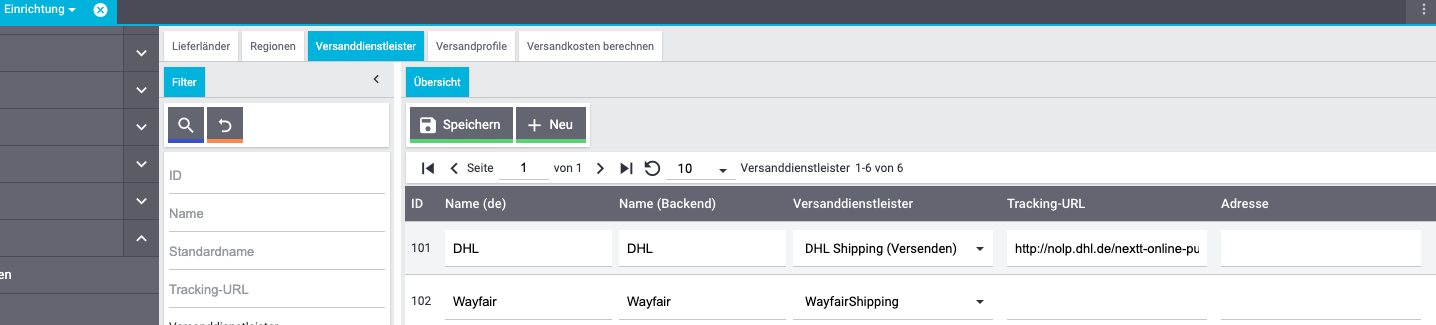 Einrichtung
Lieferländer Regionen Versanddienstleister Versandprofile Versandkosten berechnen
Filter
Übersicht
Speichern Neu
Seite 1 von 1 10 Versanddienstleister 1-6 von 6
ID
Name
Standardname
Tracking-URL
ID Name (de) Name (Backend) Versanddienstleister Tracking-URL Adresse
101 DHL DHL DHL Shipping (Versenden) http://nolp.dhl.de/nextt-online-pu
102 Wayfair Wayfair WayfairShipping
en
Versanddienstleister